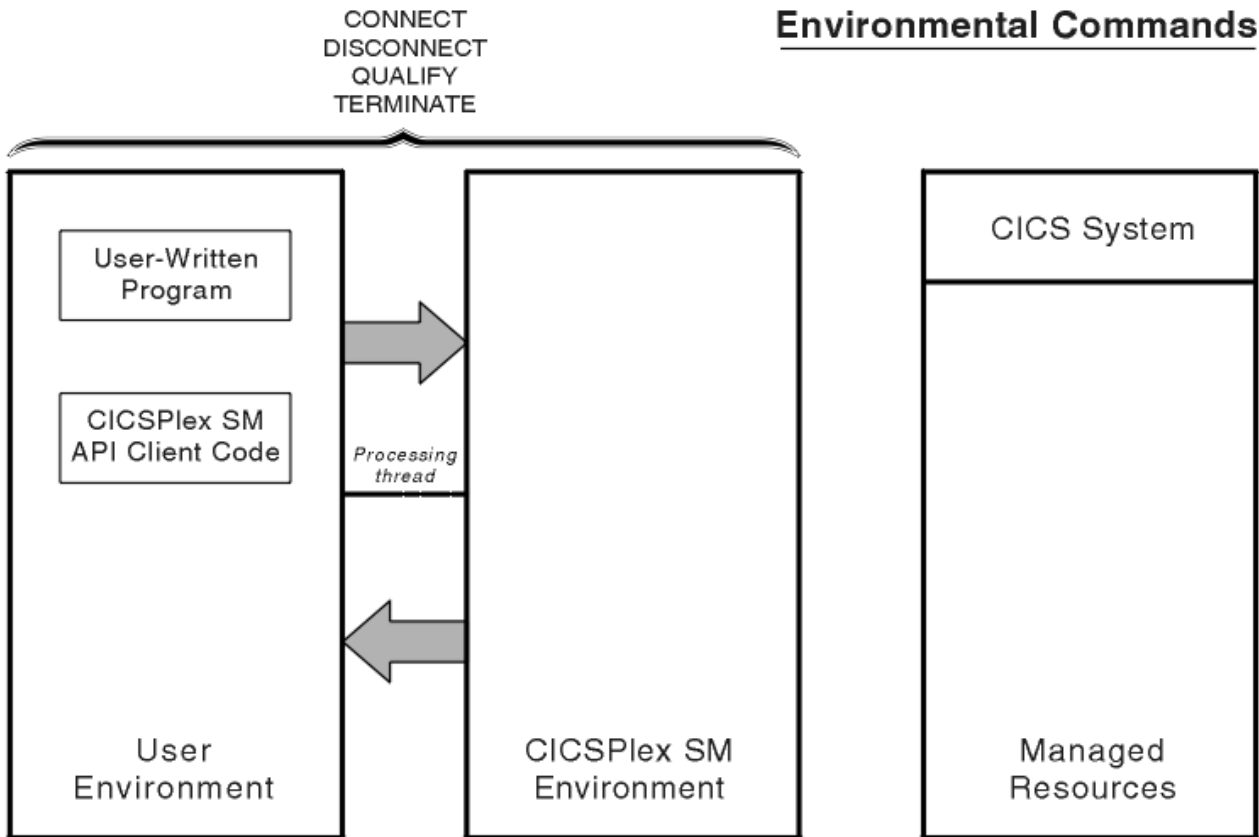 CONNECT
DISCONNECT
QUALIFY
TERMINATE
Environmental Commands
User-Written
Program
CICSPlex SM
API Client Code
Processing
thread
CICS System
User
Environment
CICSPlex SM
Environment
Managed
Resources